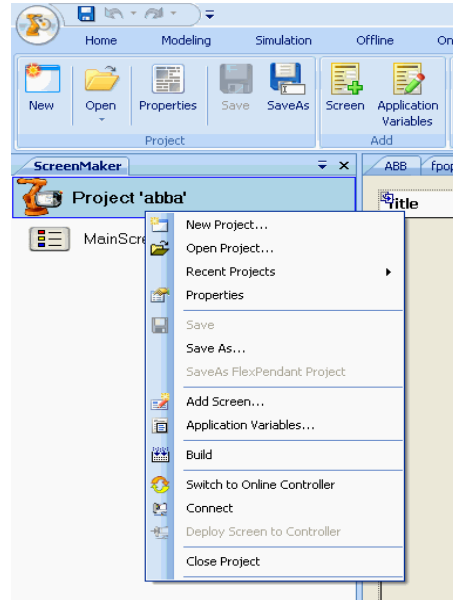 Home Modeling Simulation Offline On
New Open Properties Save SaveAs Screen Application Variables
Project Add
ScreenMaker ABB fpop
Project 'abba' Title
MainScre
New Project...
Open Project...
Recent Projects
Properties
Save
Save As...
SaveAs FlexPendant Project
Add Screen...
Application Variables...
Build
Switch to Online Controller
Connect
Deploy Screen to Controller
Close Project